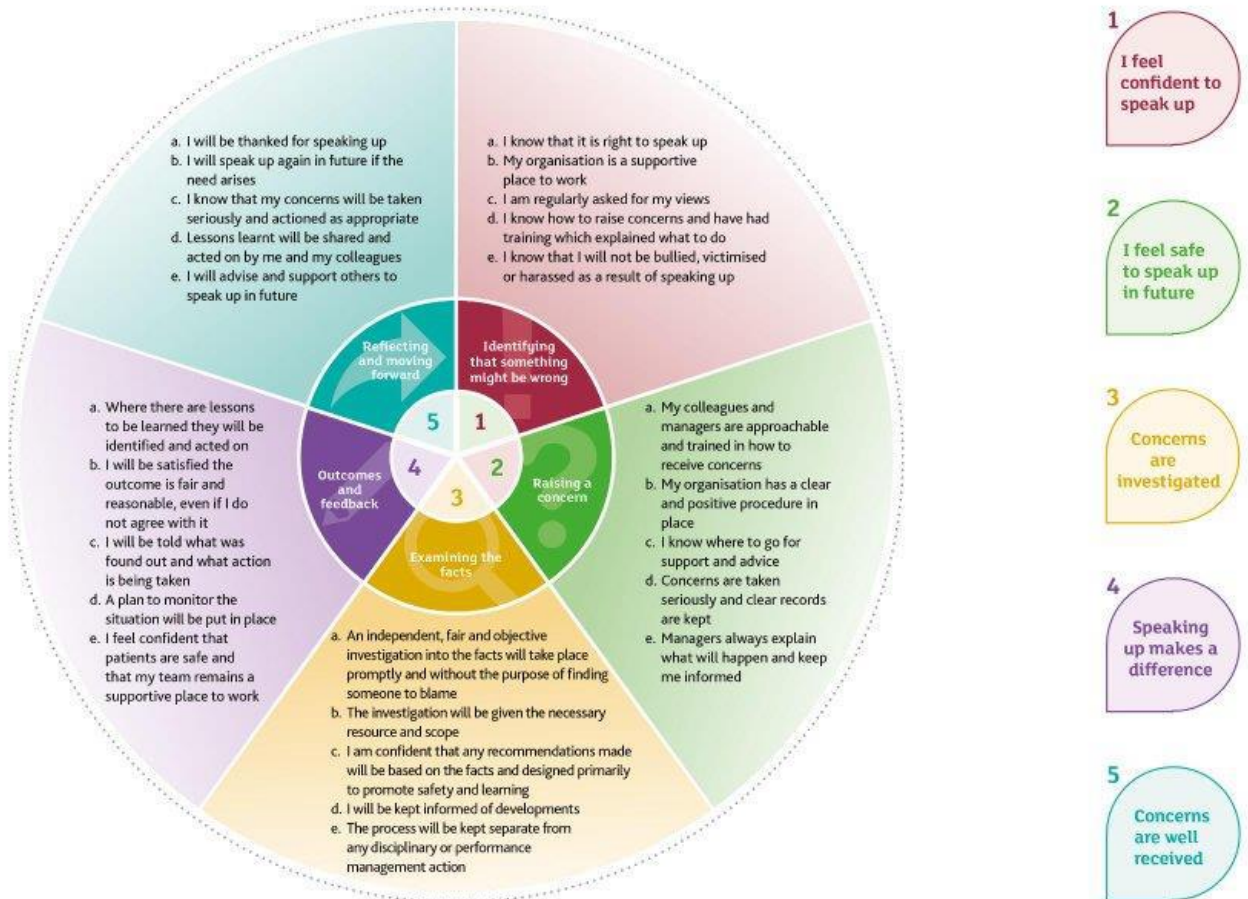 a. I will be thanked for speaking up
b. I will speak up again in future if the
need arises
c. I know that my concerns will be taken
seriously and actioned as appropriate
d. Lessons learnt will be shared and
acted on by me and my colleagues
e. I will advise and support others to
speak up in future
a. I know that it is right to speak up
b. My organisation is a supportive
place to work
c. I am regularly asked for my views
d. I know how to raise concerns and have had
training which explained what to do
e. I know that I will not be bullied, victimised
or harassed as a result of speaking up
Reflecting
and moving
forward
Identifying
that something
might be wrong
5
1
4
2
3
Outcomes
and
feedback
Raising a
concern
Examining the
facts
a. Where there are lessons
to be learned they will be
identified and acted on
b. I will be satisfied the
outcome is fair and
reasonable, even if I do
not agree with it
c. I will be told what was
found out and what action
is being taken
d. A plan to monitor the
situation will be put in place
e. I feel confident that
patients are safe and
that my team remains a
supportive place to work
a. My colleagues and
managers are approachable
and trained in how to
receive concerns
b. My organisation has a clear
and positive procedure in
place
c. I know where to go for
support and advice
d. Concerns are taken
seriously and clear records
are kept
e. Managers always explain
what will happen and keep
me informed
a. An independent, fair and objective
investigation into the facts will take place
promptly and without the purpose of finding
someone to blame
b. The investigation will be given the necessary
resource and scope
c. I am confident that any recommendations made
will be based on the facts and designed primarily
to promote safety and learning
d. I will be kept informed of developments
e. The process will be kept separate from
any disciplinary or performance
management action
1
I feel
confident to
speak up
2
I feel safe
to speak up
in future
3
Concerns
are
investigated
4
Speaking
up makes a
difference
5
Concerns
are well
received